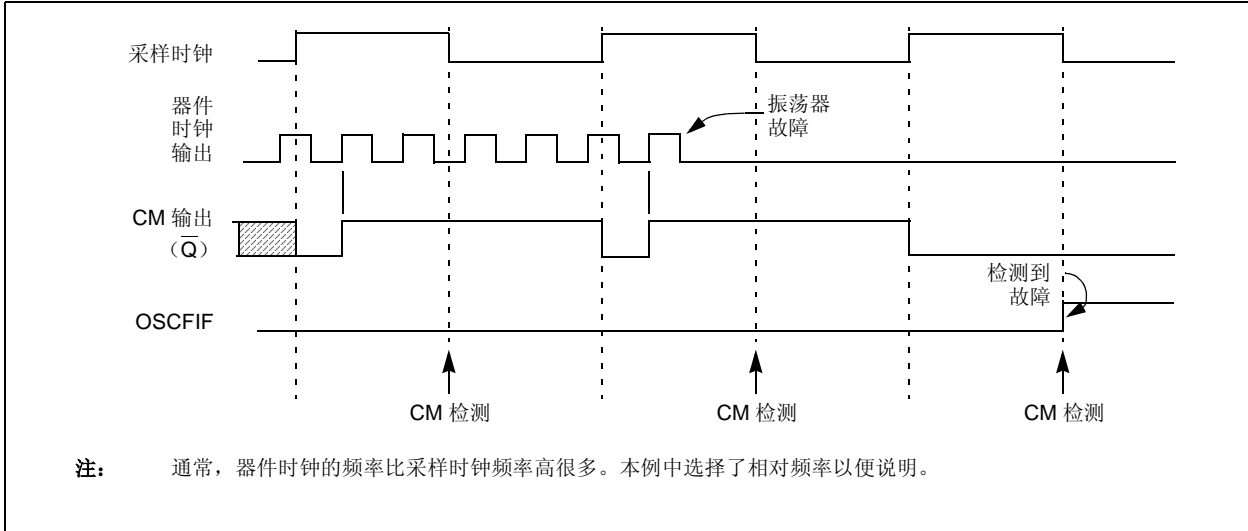 采样时钟
器件
时钟
输出
振荡器
故障
CM 输出
（Q）
检测到
故障
OSCFIF
CM 检测
CM 检测
CM 检测
注： 通常，器件时钟的频率比采样时钟频率高很多。本例中选择了相对频率以便说明。